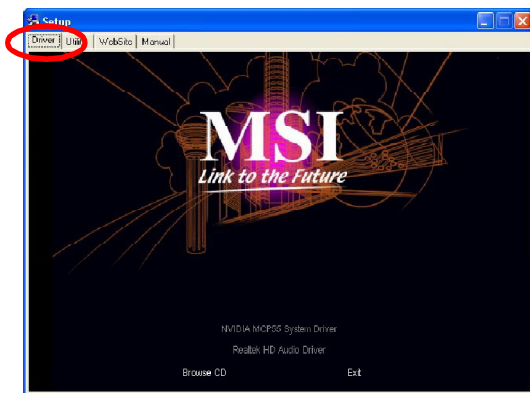 Setup
Driver Utility WebSite Manual
MSI
Link to the Future
NVIDIA MCP55 System Driver
Realtek HD Audio Driver
Browse CD Exit